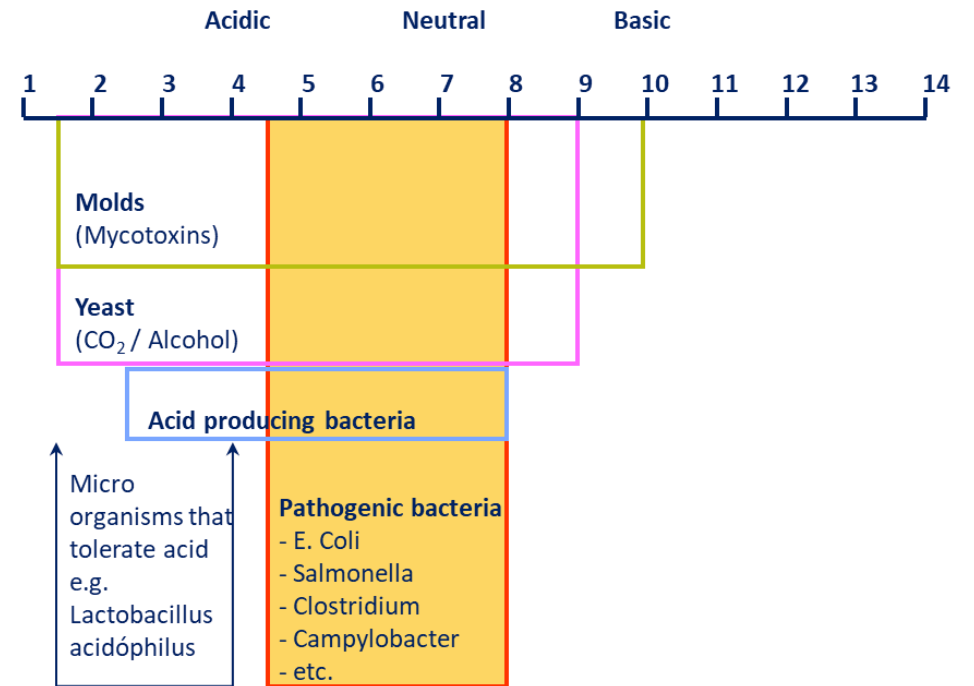 Acidic Neutral Basic
1 2 3 4 5 6 7 8 9 10 11 12 13 14
Molds
(Mycotoxins)
Yeast
(CO₂ / Alcohol)
Acid producing bacteria
Micro
organisms that
tolerate acid
e.g.
Lactobacillus
acidóphilus
Pathogenic bacteria
- E. Coli
- Salmonella
- Clostridium
- Campylobacter
- etc.